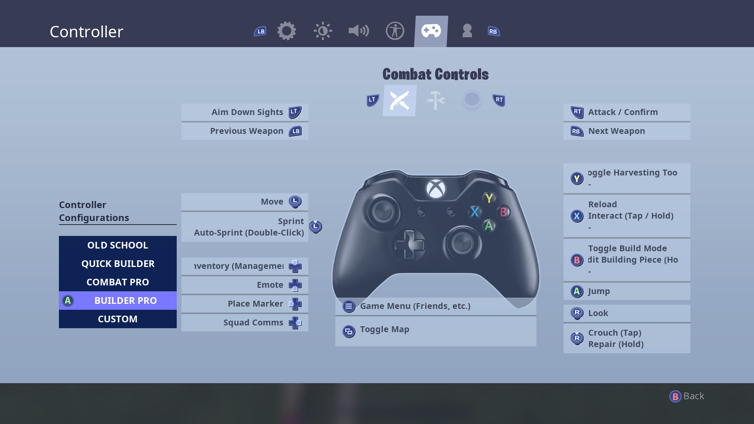 Controller
LB
RB
Combat Controls
LT
RT
Aim Down Sights LT
Previous Weapon LB
RT Attack / Confirm
RB Next Weapon
Y oggle Harvesting Too
-
Controller
Configurations
OLD SCHOOL
QUICK BUILDER
COMBAT PRO
A BUILDER PRO
CUSTOM
Move L
Sprint
Auto-Sprint (Double-Click) L
nventory (Managemen
Emote
Place Marker
Squad Comms
Y
X B
A
Game Menu (Friends, etc.)
Toggle Map
Reload
X Interact (Tap / Hold)
-
Toggle Build Mode
B dit Building Piece (Ho
-
A Jump
R Look
Crouch (Tap)
R Repair (Hold)
B Back